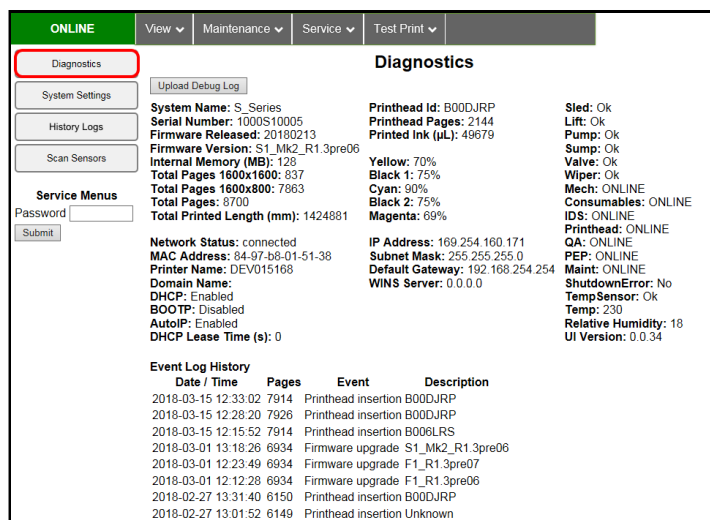 ONLINE View Maintenance Service Test Print
Diagnostics
System Settings
History Logs
Scan Sensors
Service Menus
Password
Submit
Diagnostics
Upload Debug Log
System Name: S_Series
Serial Number: 1000S10005
Firmware Released: 20180213
Firmware Version: S1_Mk2_R1.3pre06
Internal Memory (MB): 128
Total Pages 1600x1600: 837
Total Pages 1600x800: 7863
Total Pages: 8700
Total Printed Length (mm): 1424881
Printhead Id: B00DJRP
Printhead Pages: 2144
Printed Ink (µL): 49679
Yellow: 70%
Black 1: 75%
Cyan: 90%
Black 2: 75%
Magenta: 69%
Sled: Ok
Lift: Ok
Pump: Ok
Sump: Ok
Valve: Ok
Wiper: Ok
Mech: ONLINE
Consumables: ONLINE
IDS: ONLINE
Printhead: ONLINE
QA: ONLINE
PEP: ONLINE
Maint: ONLINE
ShutdownError: No
TempSensor: Ok
Temp: 230
Relative Humidity: 18
UI Version: 0.0.34
Network Status: connected
MAC Address: 84-97-b8-01-51-38
Printer Name: DEV015168
Domain Name:
DHCP: Enabled
BOOTP: Disabled
AutoIP: Enabled
DHCP Lease Time (s): 0
IP Address: 169.254.160.171
Subnet Mask: 255.255.255.0
Default Gateway: 192.168.254.254
WINS Server: 0.0.0.0
Event Log History
Date / Time Pages Event Description
2018-03-15 12:33:02 7914 Printhead insertion B00DJRP
2018-03-15 12:28:20 7926 Printhead insertion B00DJRP
2018-03-15 12:15:52 7914 Printhead insertion B006LRS
2018-03-01 13:18:26 6934 Firmware upgrade S1_Mk2_R1.3pre06
2018-03-01 12:23:49 6934 Firmware upgrade F1_R1.3pre07
2018-03-01 12:12:28 6934 Firmware upgrade F1_R1.3pre06
2018-02-27 13:31:40 6150 Printhead insertion B00DJRP
2018-02-27 13:01:52 6149 Printhead insertion Unknown